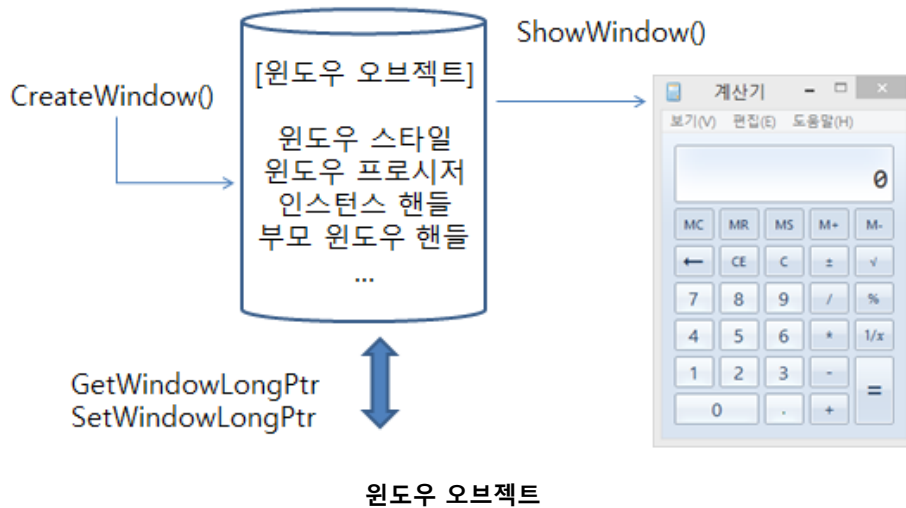 ShowWindow()
CreateWindow()
[윈도우 오브젝트]
윈도우 스타일
윈도우 프로시저
인스턴스 핸들
부모 윈도우 핸들
...
GetWindowLongPtr
SetWindowLongPtr
계산기
보기(V) 편집(E) 도움말(H)
0
MC MR MS M+ M-
← CE C ± √
7 8 9 / %
4 5 6 * 1/x
1 2 3 - =
0 . +
윈도우 오브젝트